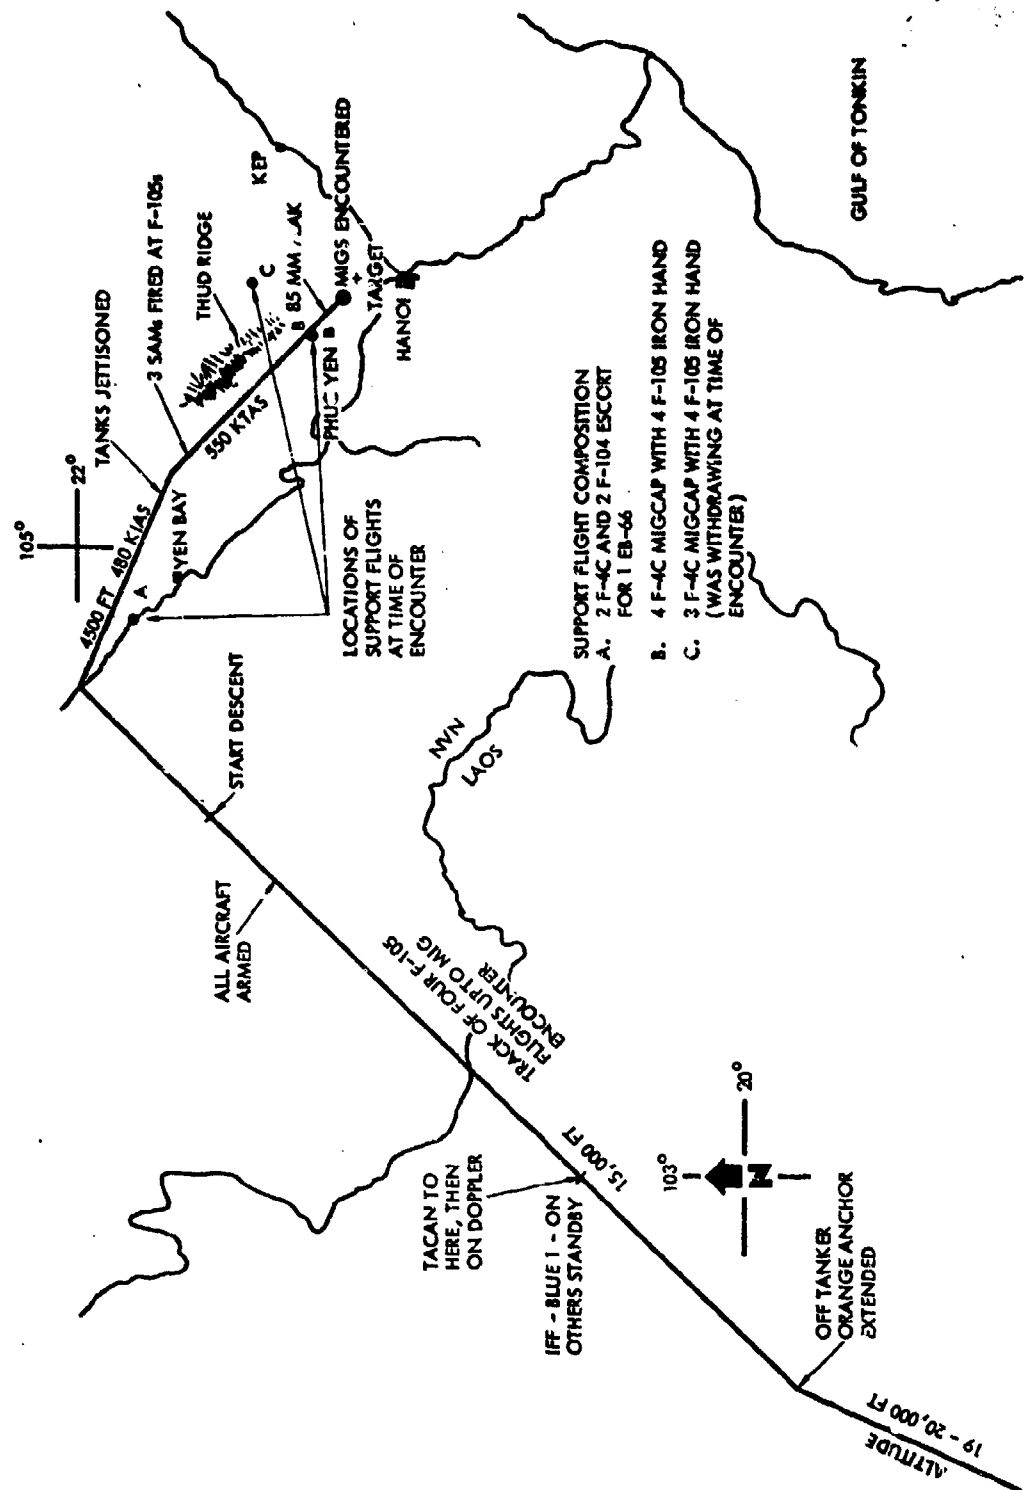 105°
22°
TANKS JETTISONED
3 SAMs FIRED AT F-105s
THUD RIDGE
KEP
4500 FT 480 KIAS
550 KTAS
A
YEN BAY
C
B
85 MM
MIGS ENCOUNTERED
PHUC YEN B
TARGET
HANOI
GULF OF TONKIN
LOCATIONS OF
SUPPORT FLIGHTS
AT TIME OF
ENCOUNTER
START DESCENT
ALL AIRCRAFT
ARMED
NVN
LAOS
TRACK OF FOUR F-105
FLIGHTS UP TO MIG
ENCOUNTER
SUPPORT FLIGHT COMPOSITION
A. 2 F-4C AND 2 F-104 ESCORT
FOR 1 EB-66
B. 4 F-4C MIGCAP WITH 4 F-105 IRON HAND
C. 3 F-4C MIGCAP WITH 4 F-105 IRON HAND
(WAS WITHDRAWING AT TIME OF
ENCOUNTER)
TACAN TO
HERE, THEN
ON DOPPLER
IFF - BLUE 1 - ON
OTHERS STANDBY
15,000 FT
103°
20°
N
OFF TANKER
ORANGE ANCHOR
EXTENDED
ALTITUDE
19 - 20,000 FT